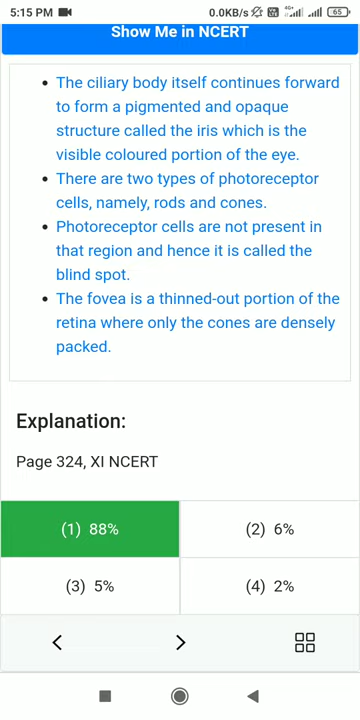 5:15 PM
0.0KB/s
4G+
65
Show Me in NCERT
• The ciliary body itself continues forward
to form a pigmented and opaque
structure called the iris which is the
visible coloured portion of the eye.
• There are two types of photoreceptor
cells, namely, rods and cones.
• Photoreceptor cells are not present in
that region and hence it is called the
blind spot.
• The fovea is a thinned-out portion of the
retina where only the cones are densely
packed.
Explanation:
Page 324, XI NCERT
(1) 88%
(2) 6%
(3) 5%
(4) 2%